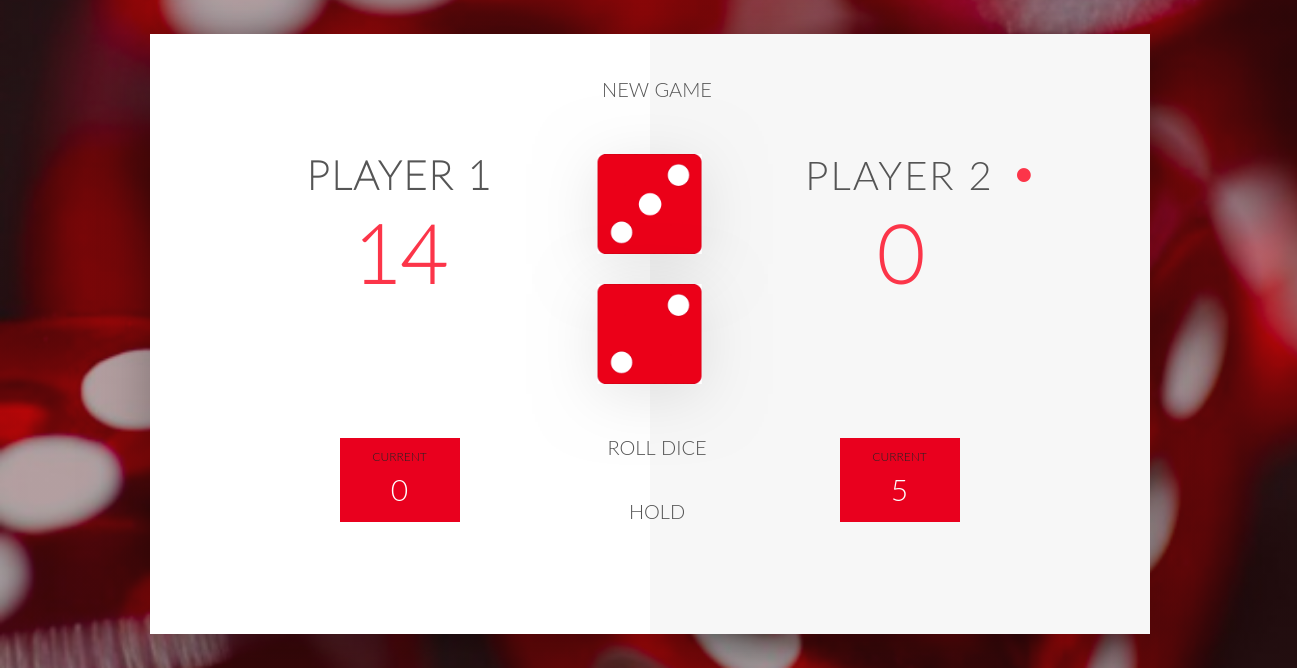 NEW GAME
PLAYER 1
14
PLAYER 2
0
CURRENT
0
ROLL DICE
HOLD
CURRENT
5